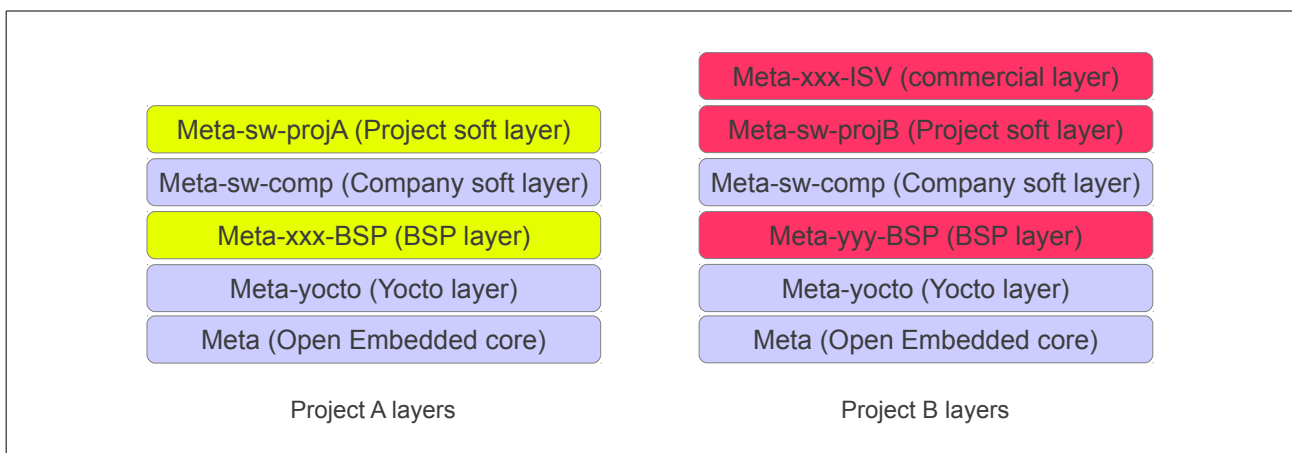 Meta-sw-projA (Project soft layer)
Meta-sw-comp (Company soft layer)
Meta-xxx-BSP (BSP layer)
Meta-yocto (Yocto layer)
Meta (Open Embedded core)
Project A layers
Meta-xxx-ISV (commercial layer)
Meta-sw-projB (Project soft layer)
Meta-sw-comp (Company soft layer)
Meta-yyy-BSP (BSP layer)
Meta-yocto (Yocto layer)
Meta (Open Embedded core)
Project B layers